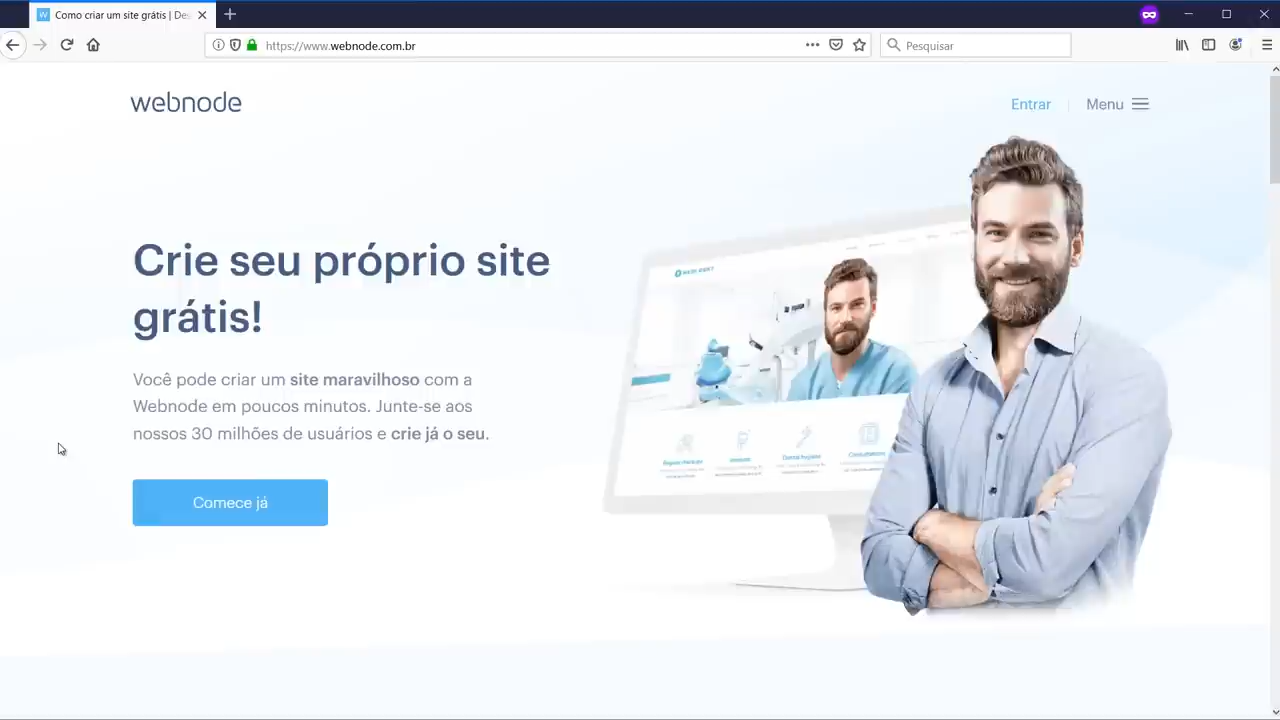 Como criar um site grátis | Des
https://www.webnode.com.br
Pesquisar
webnode
Entrar
Menu
Crie seu próprio site
grátis!
Você pode criar um site maravilhoso com a
Webnode em poucos minutos. Junte-se aos
nossos 30 milhões de usuários e crie já o seu.
Comece já